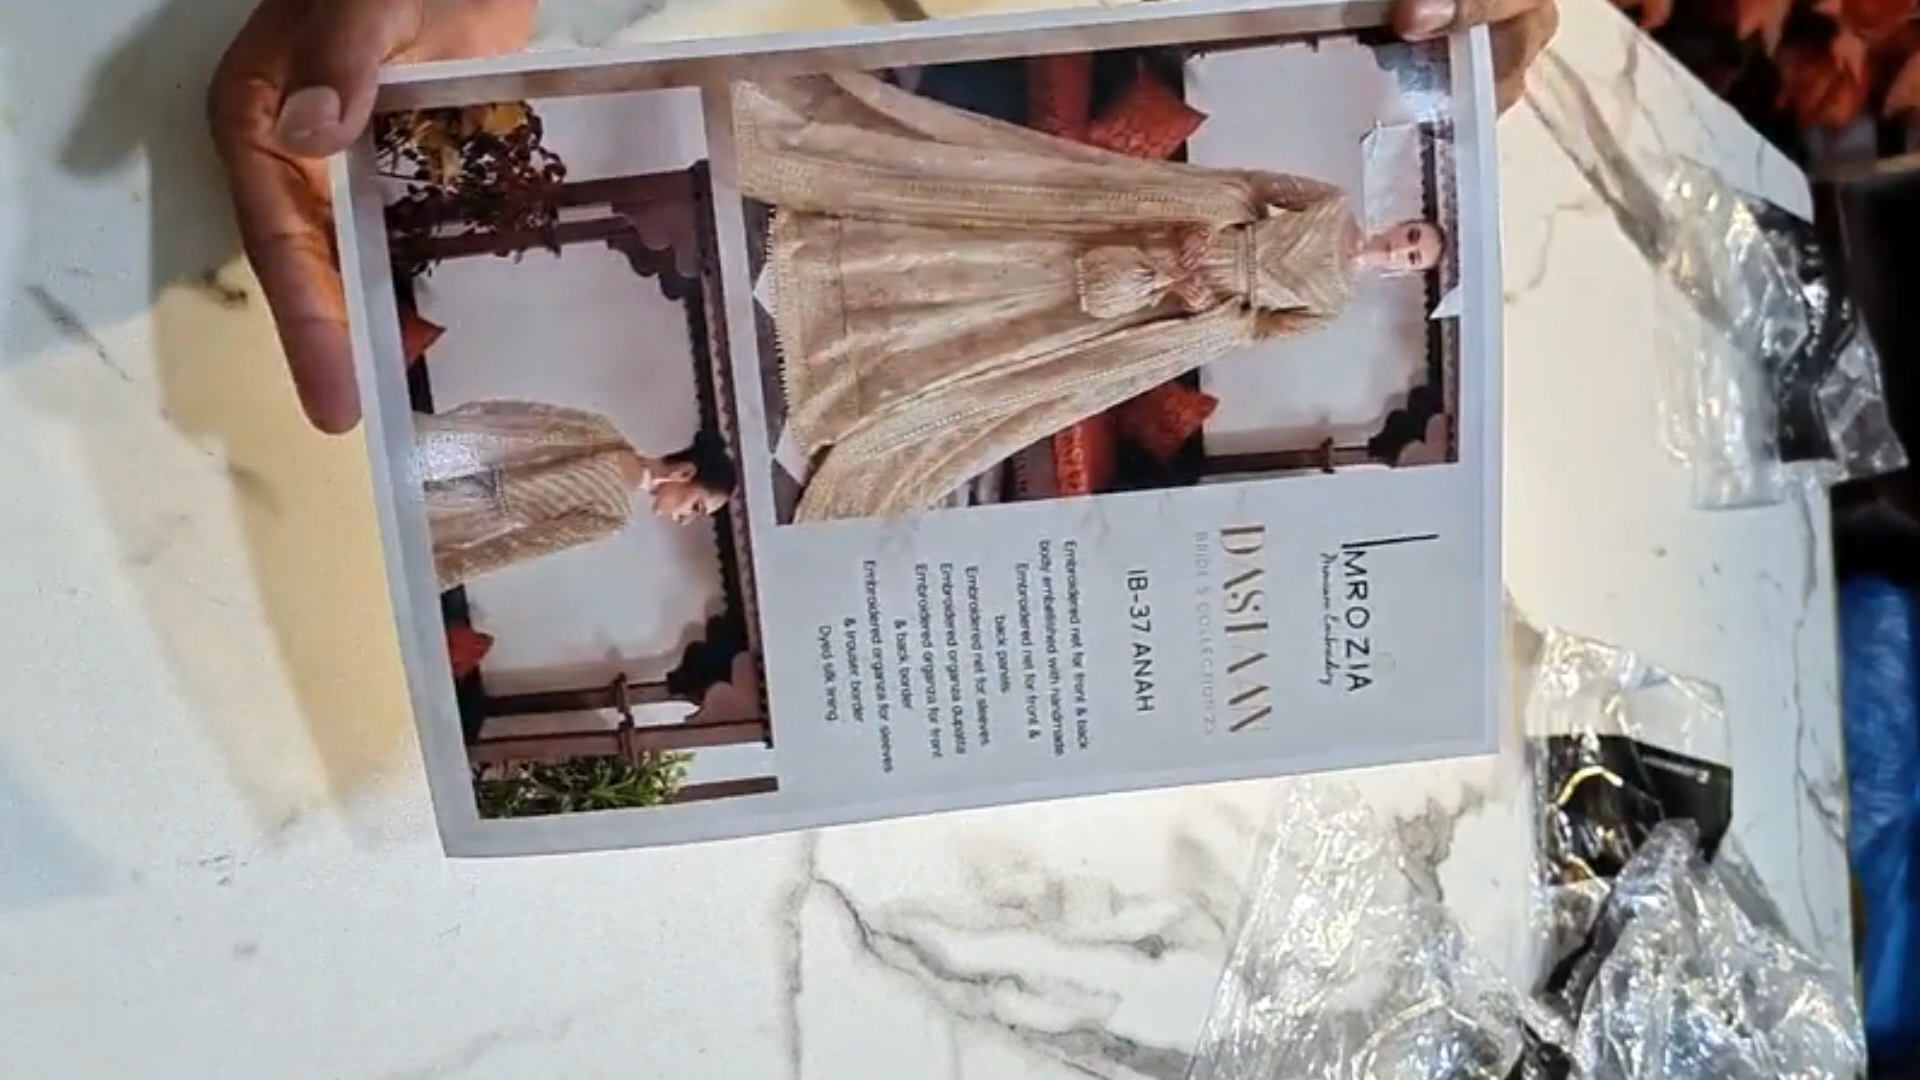 IMROZIA
Premium Embroidery
DASTAAN
BRIDES COLLECTION'23
IB-37 ANAH
Embroidered net for front & back
body embellished with handmade
Embroidered net for front &
back panels
Embroidered net for sleeves
Embroidered organza dupatta
Embroidered organza for front
& back border
Embroidered organza for sleeves
& trouser border
Dyed silk lining